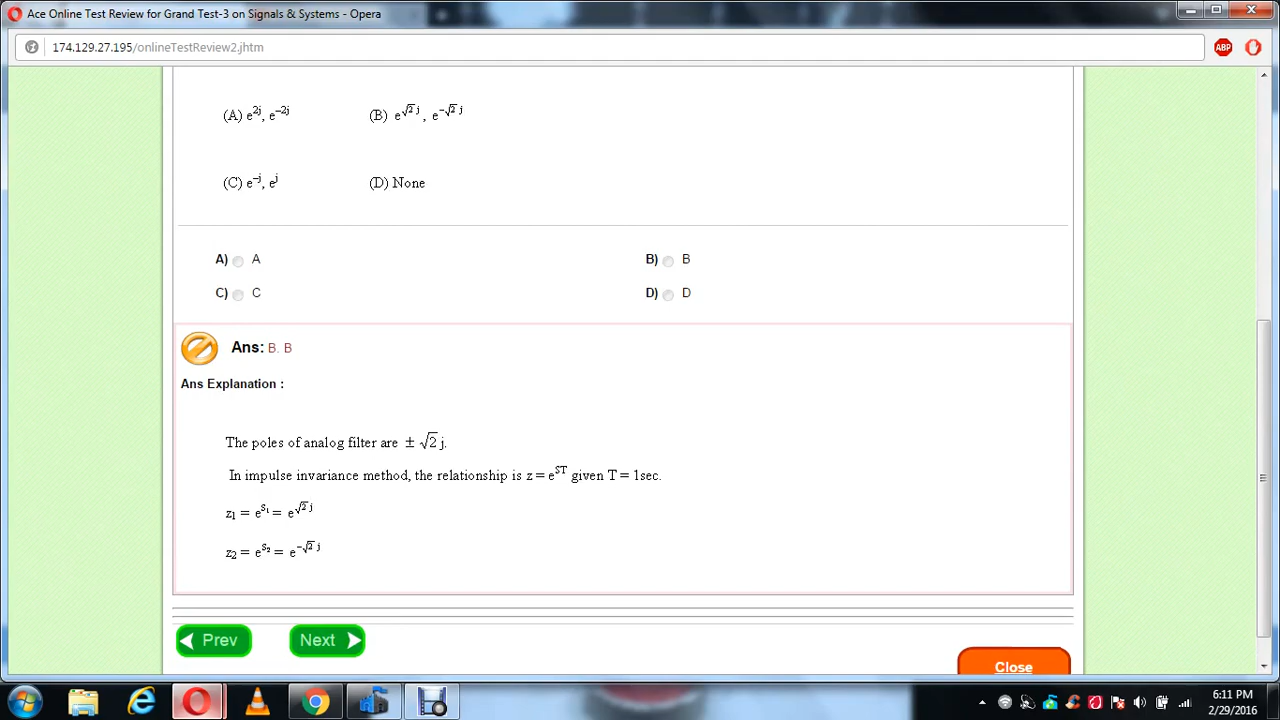 Ace Online Test Review for Grand Test-3 on Signals & Systems - Opera
174.129.27.195/onlineTestReview2.jhtm
ABP
(A) e²ʲ, e⁻²ʲ (B) e^√2 j , e^−√2 j
(C) e⁻ʲ, eʲ (D) None
A) A B) B
C) C D) D
Ans: B. B
Ans Explanation :
The poles of analog filter are ± √2 j.
In impulse invariance method, the relationship is z = e^ST given T = 1sec.
z₁ = e^S₁ = e^√2 j
z₂ = e^S₂ = e^−√2 j
Prev Next
Close
6:11 PM
2/29/2016